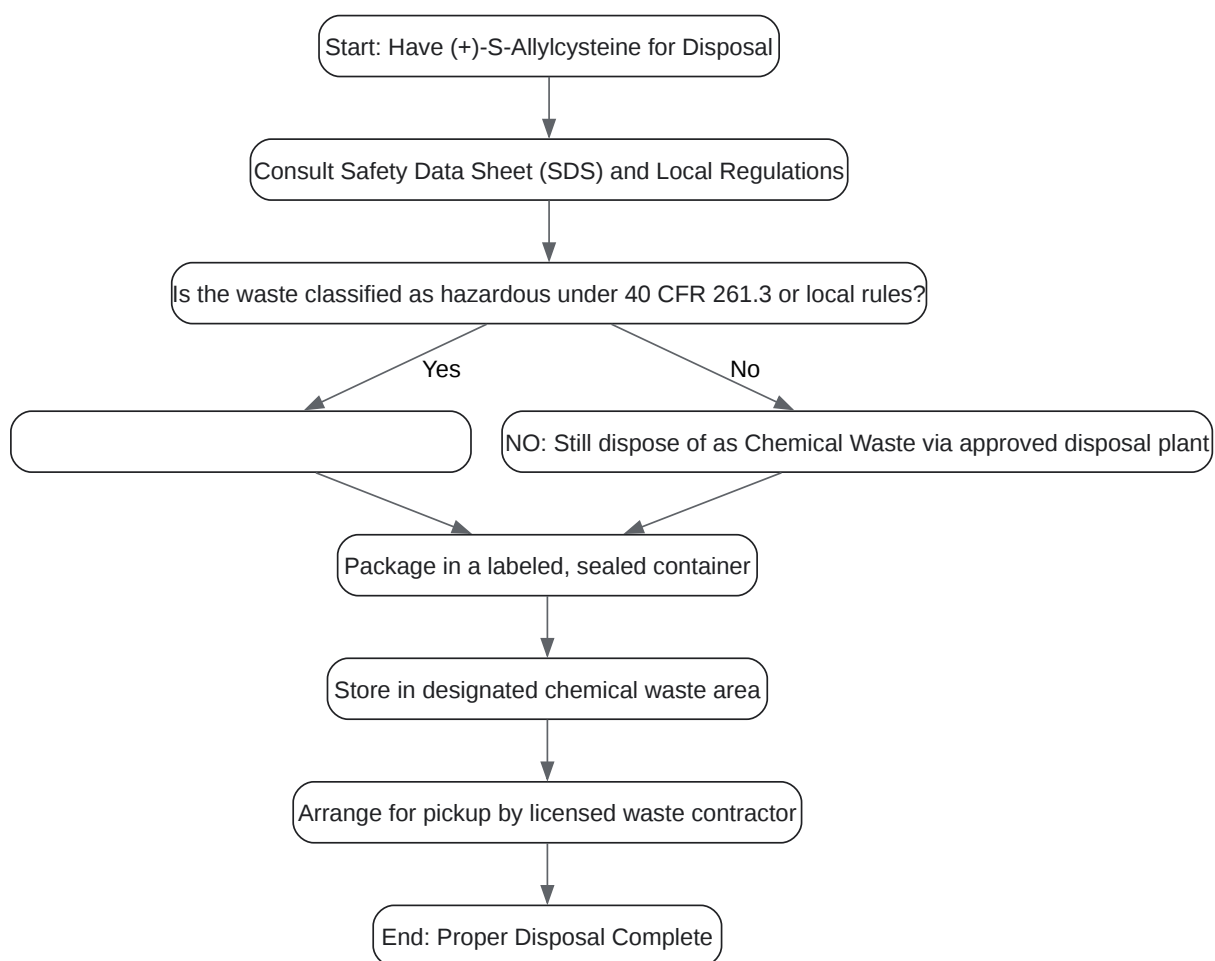 Start: Have (+)-S-Allylcysteine for Disposal
Consult Safety Data Sheet (SDS) and Local Regulations
Is the waste classified as hazardous under 40 CFR 261.3 or local rules?
Yes
No
NO: Still dispose of as Chemical Waste via approved disposal plant
Package in a labeled, sealed container
Store in designated chemical waste area
Arrange for pickup by licensed waste contractor
End: Proper Disposal Complete